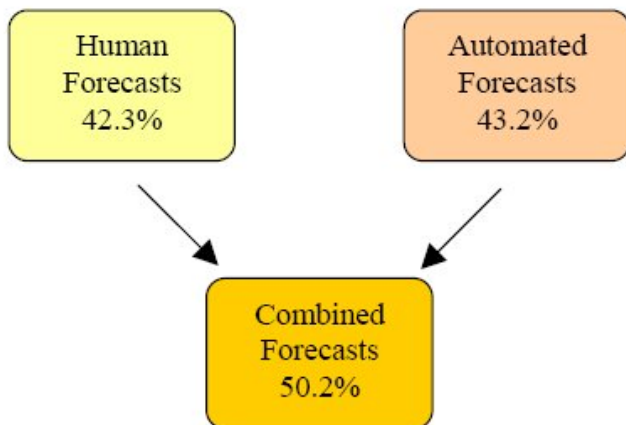 Human
Forecasts
42.3%
Automated
Forecasts
43.2%
Combined
Forecasts
50.2%